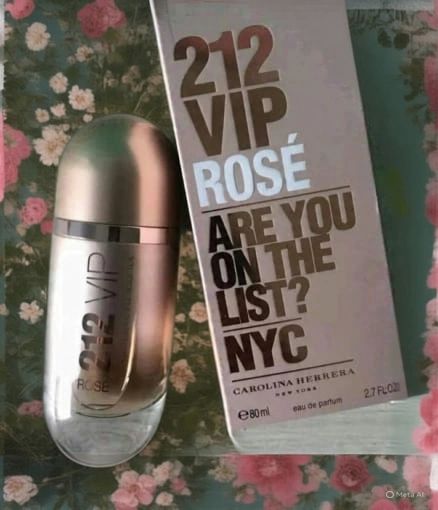 212
VIP
ROSÉ
ARE YOU
ON THE
LIST?
NYC
CAROLINA HERRERA
NEW YORK
e80ml
eau de parfum
2.7 FL.OZ
212 VIP
ROSÉ
Meta AI